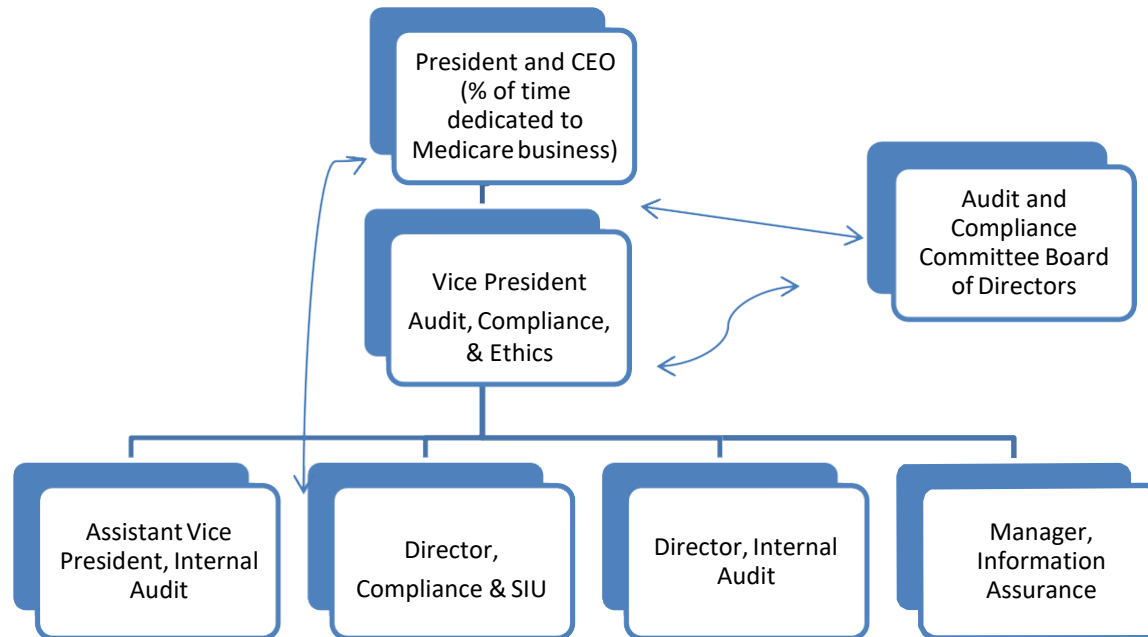 President and CEO
(% of time
dedicated to
Medicare business)
Audit and
Compliance
Committee Board
of Directors
Vice President
Audit, Compliance,
& Ethics
Assistant Vice
President, Internal
Audit
Director,
Compliance & SIU
Director, Internal
Audit
Manager,
Information
Assurance